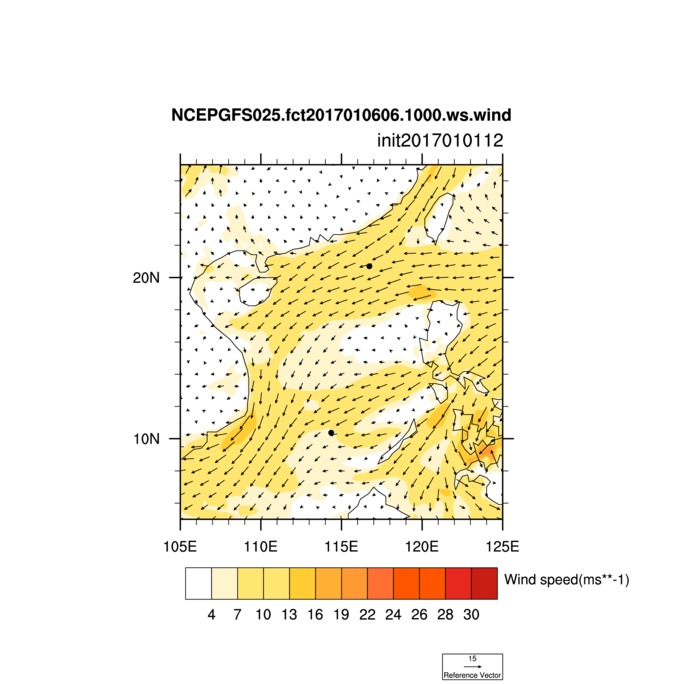 NCEPGFS025.fct2017010606.1000.ws.wind
init2017010112
20N
10N
105E 110E 115E 120E 125E
Wind speed(ms**-1)
4 7 10 13 16 19 22 24 26 28 30
15
Reference Vector